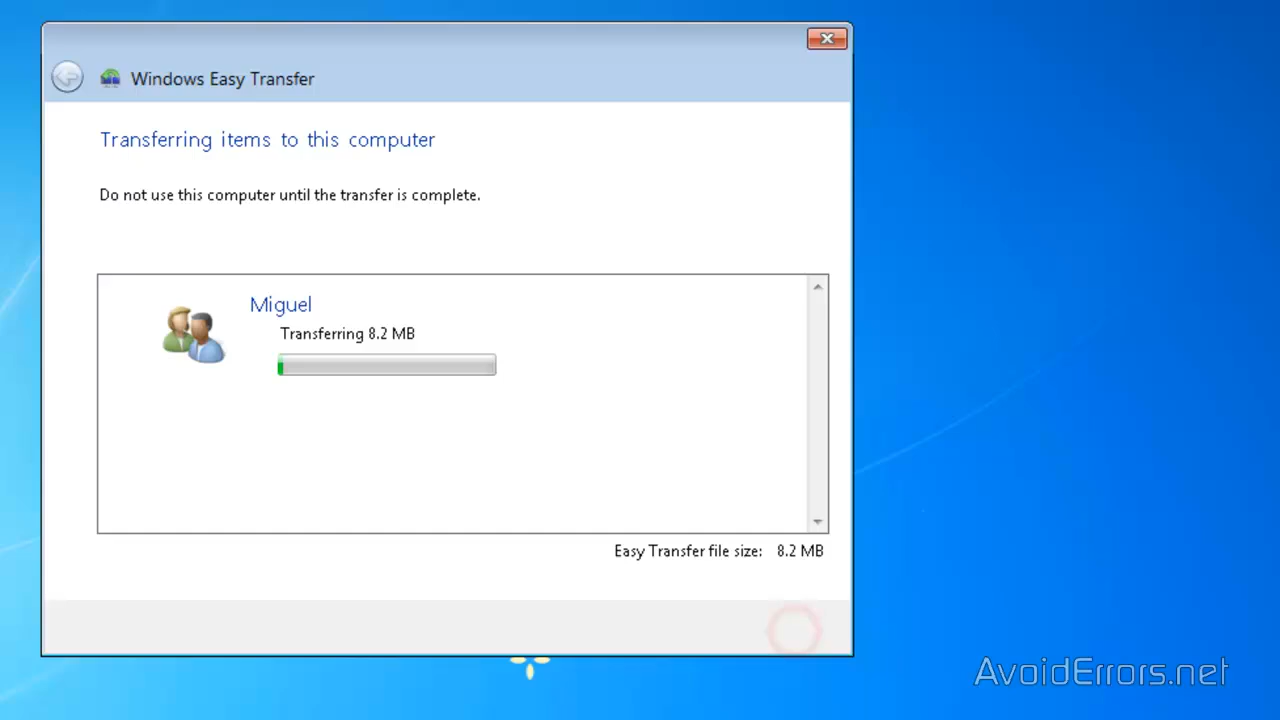 Windows Easy Transfer
Transferring items to this computer
Do not use this computer until the transfer is complete.
Miguel
Transferring 8.2 MB
Easy Transfer file size: 8.2 MB
AvoidErrors.net